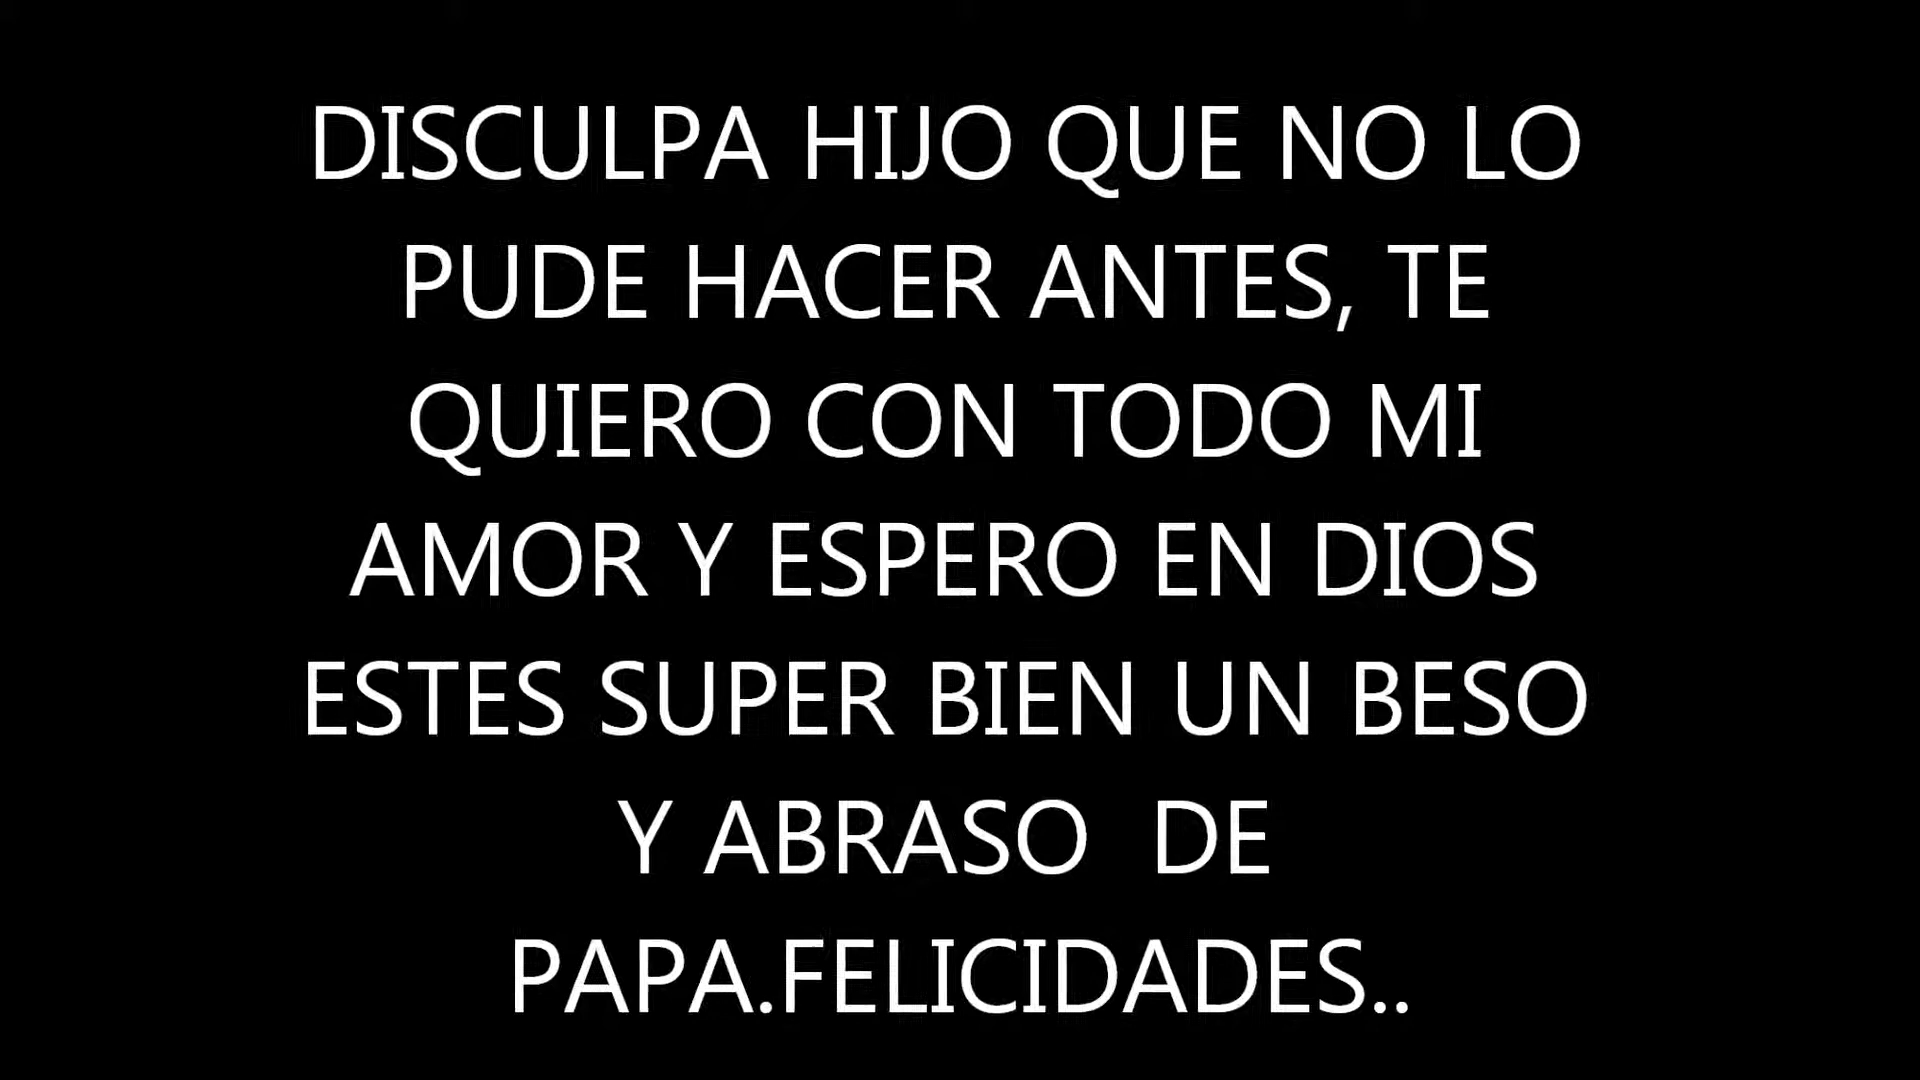 DISCULPA HIJO QUE NO LO
PUDE HACER ANTES, TE
QUIERO CON TODO MI
AMOR Y ESPERO EN DIOS
ESTES SUPER BIEN UN BESO
Y ABRASO  DE
PAPA.FELICIDADES..